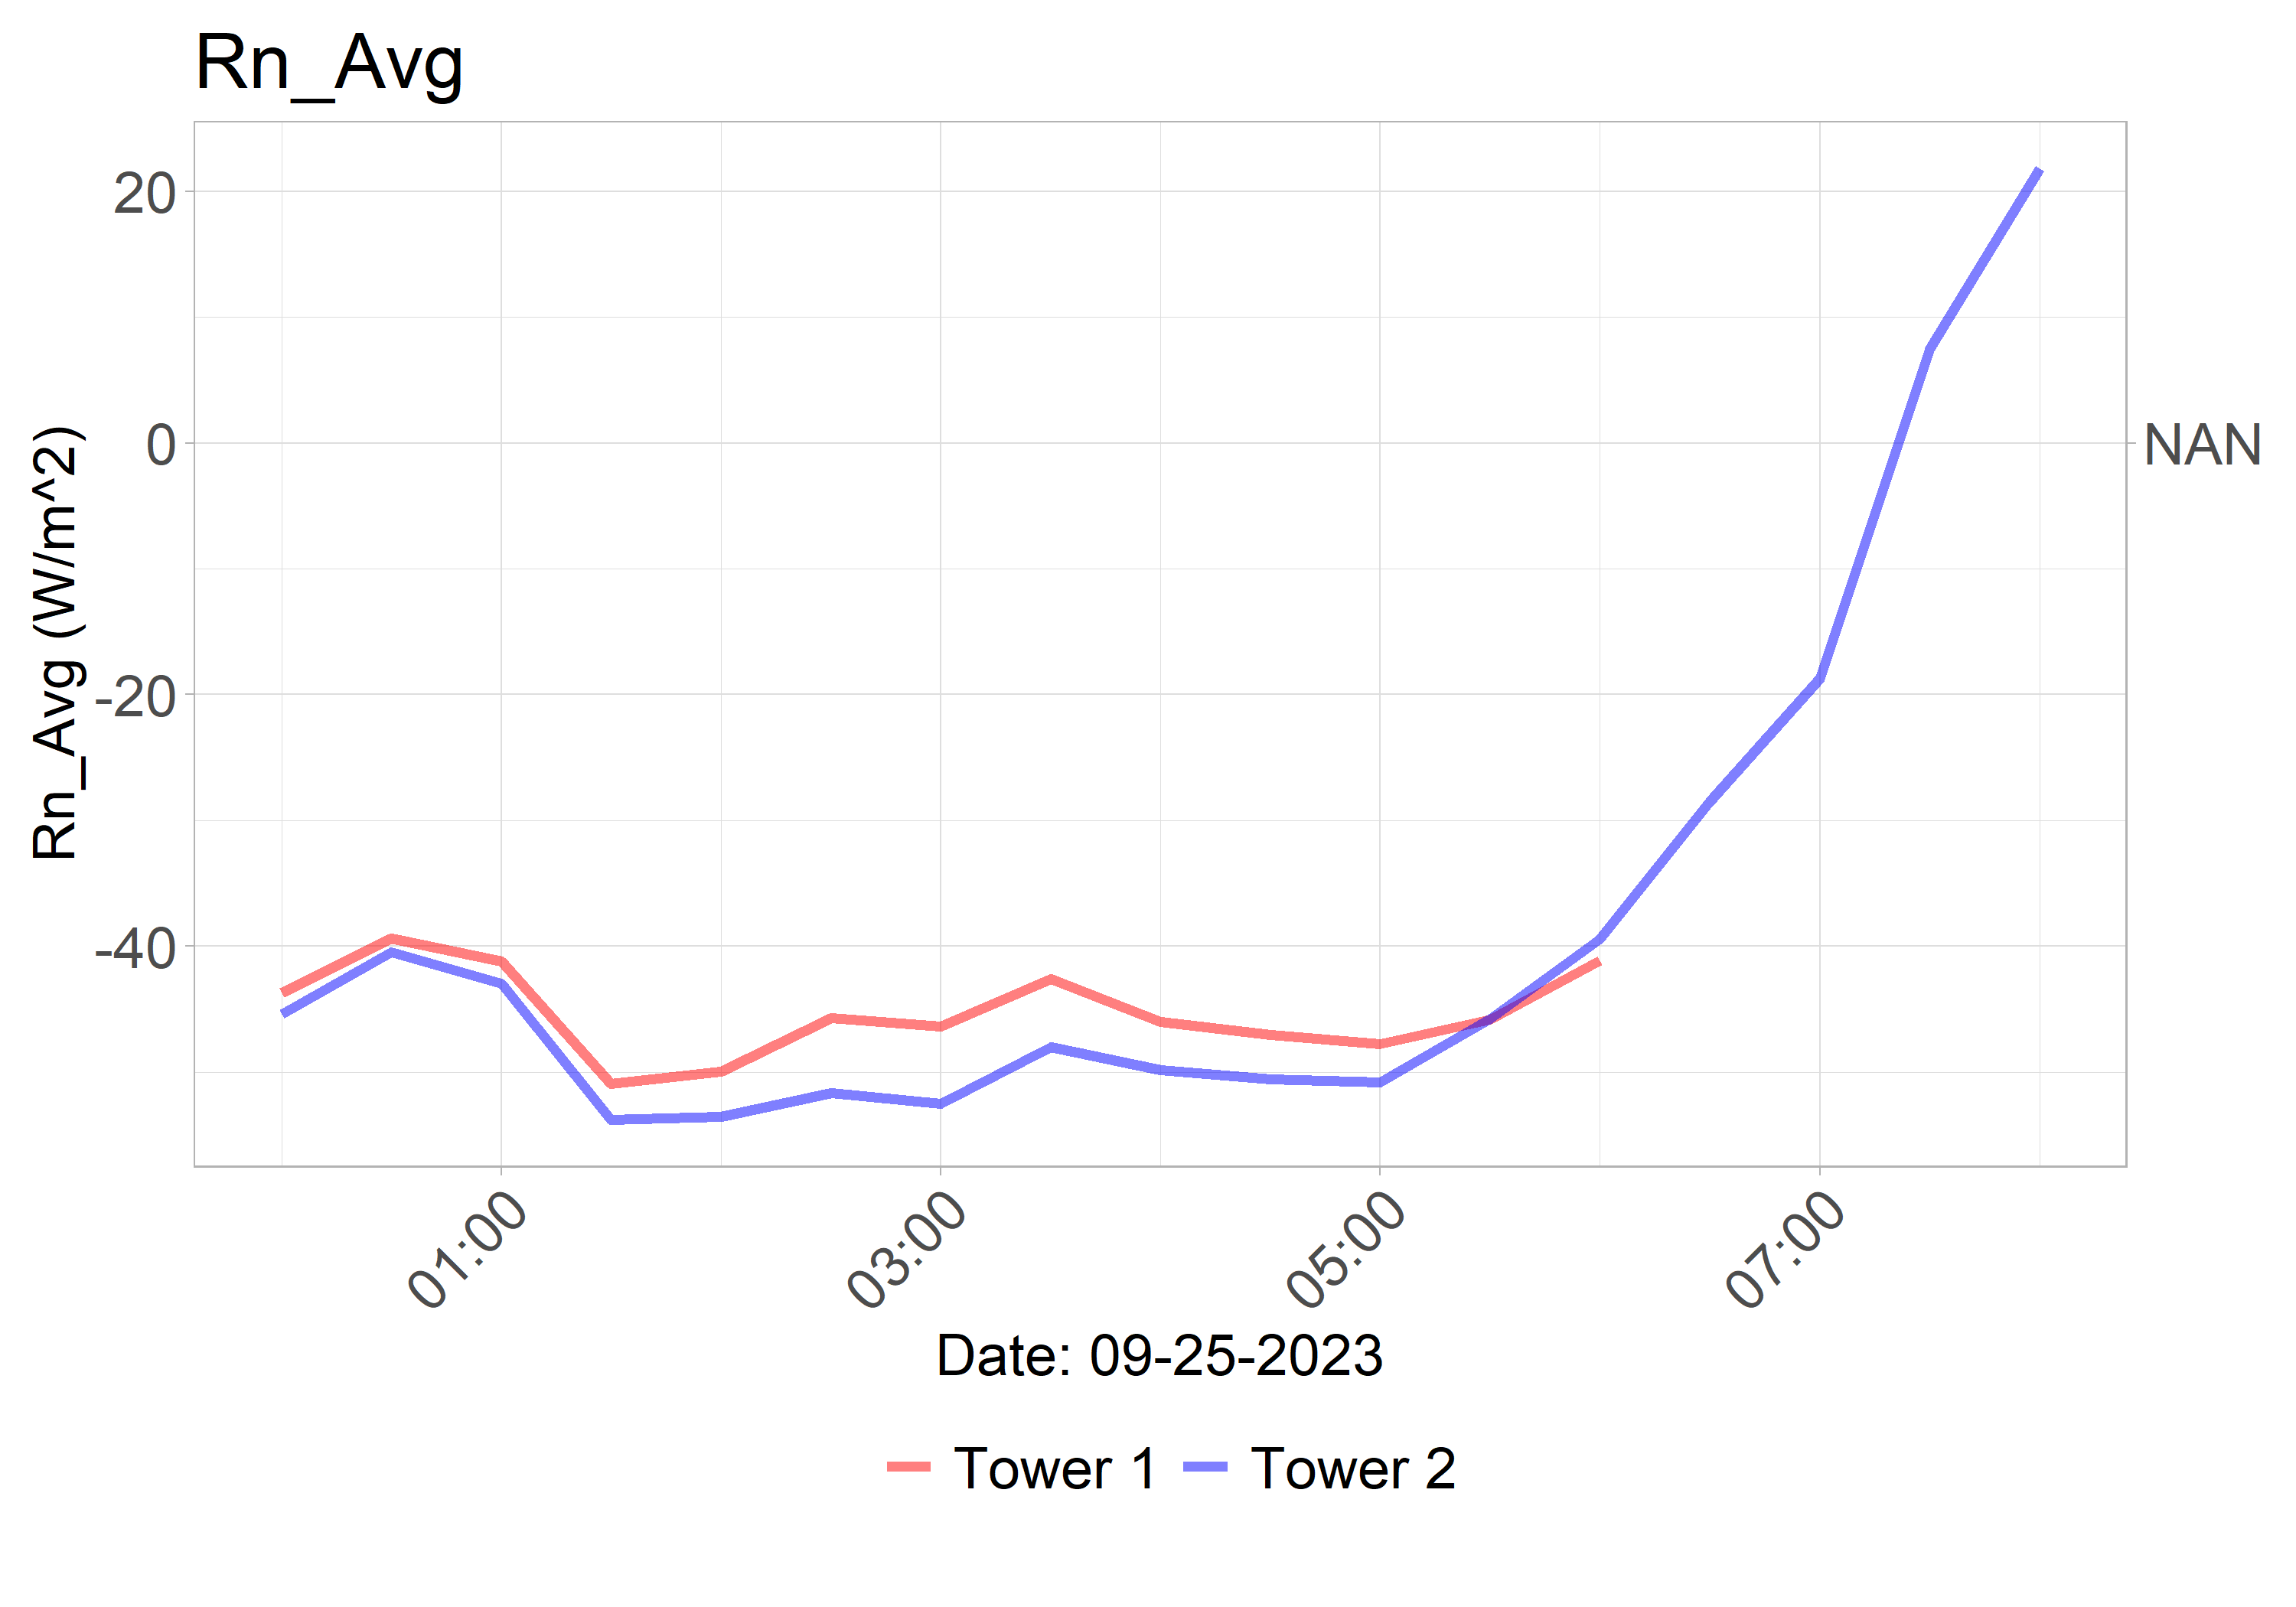 Rn_Avg
Rn_Avg (W/m^2)
20
0
-20
-40
NAN
01:00
03:00
05:00
07:00
Date: 09-25-2023
Tower 1
Tower 2